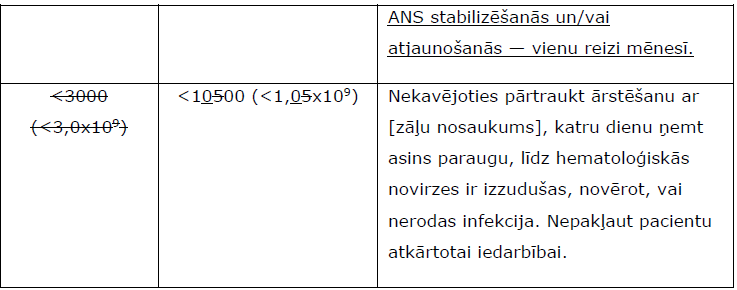 ANS stabilizēšanās un/vai
atjaunošanās — vienu reizi mēnesī.
<3000
(<3,0x10⁹)
<10500 (<1,05x10⁹)
Nekavējoties pārtraukt ārstēšanu ar
[zāļu nosaukums], katru dienu ņemt
asins paraugu, līdz hematoloģiskās
novirzes ir izzudušas, novērot, vai
nerodas infekcija. Nepakļaut pacientu
atkārtotai iedarbībai.